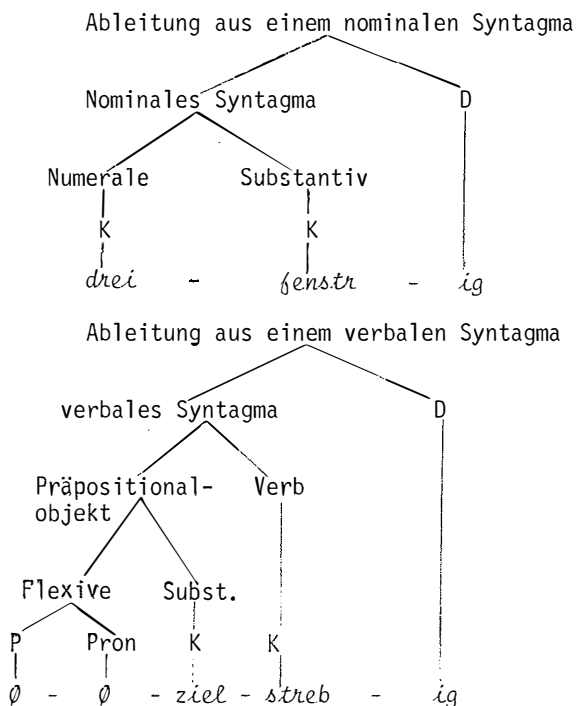 Ableitung aus einem nominalen Syntagma
Nominales Syntagma D
Numerale Substantiv
K K
drei - fenstr - ig
Ableitung aus einem verbalen Syntagma
verbales Syntagma D
Präpositional- Verb
objekt
Flexive Subst.
P Pron K K
Ø - Ø - ziel - streb - ig